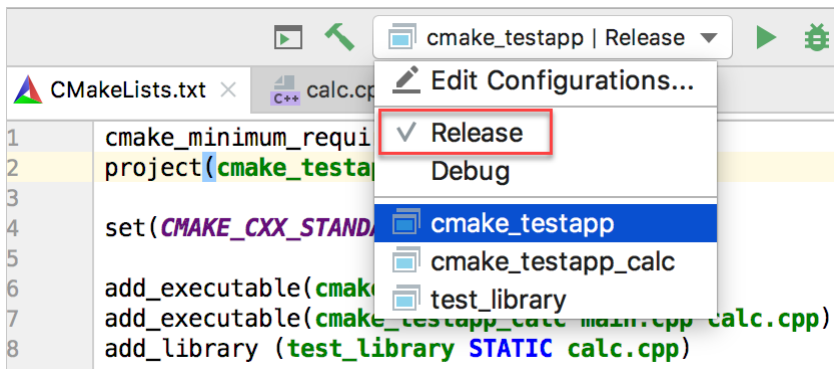 cmake_testapp | Release
CMakeLists.txt
C++ calc.cp
Edit Configurations...
Release
Debug
cmake_testapp
cmake_testapp_calc
test_library
1 cmake_minimum_requi
2 project(cmake_testap
3
4 set(CMAKE_CXX_STANDA
5
6 add_executable(cmak
7 add_executable(cmake_testapp_calc main.cpp calc.cpp)
8 add_library (test_library STATIC calc.cpp)